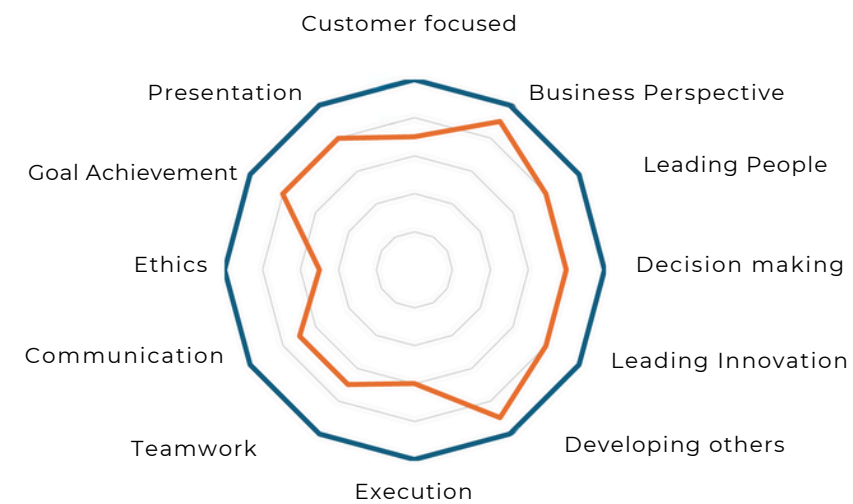 Customer focused
Presentation
Business Perspective
Goal Achievement
Leading People
Ethics
Decision making
Communication
Leading Innovation
Teamwork
Developing others
Execution